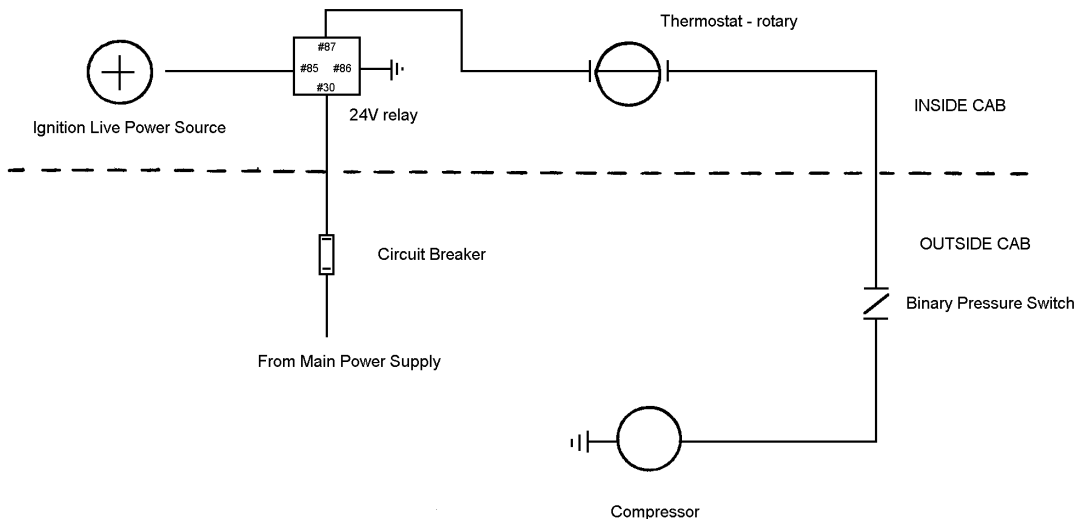 Thermostat - rotary
#87
#85 #86
#30
24V relay
INSIDE CAB
Ignition Live Power Source
OUTSIDE CAB
Circuit Breaker
Binary Pressure Switch
From Main Power Supply
Compressor